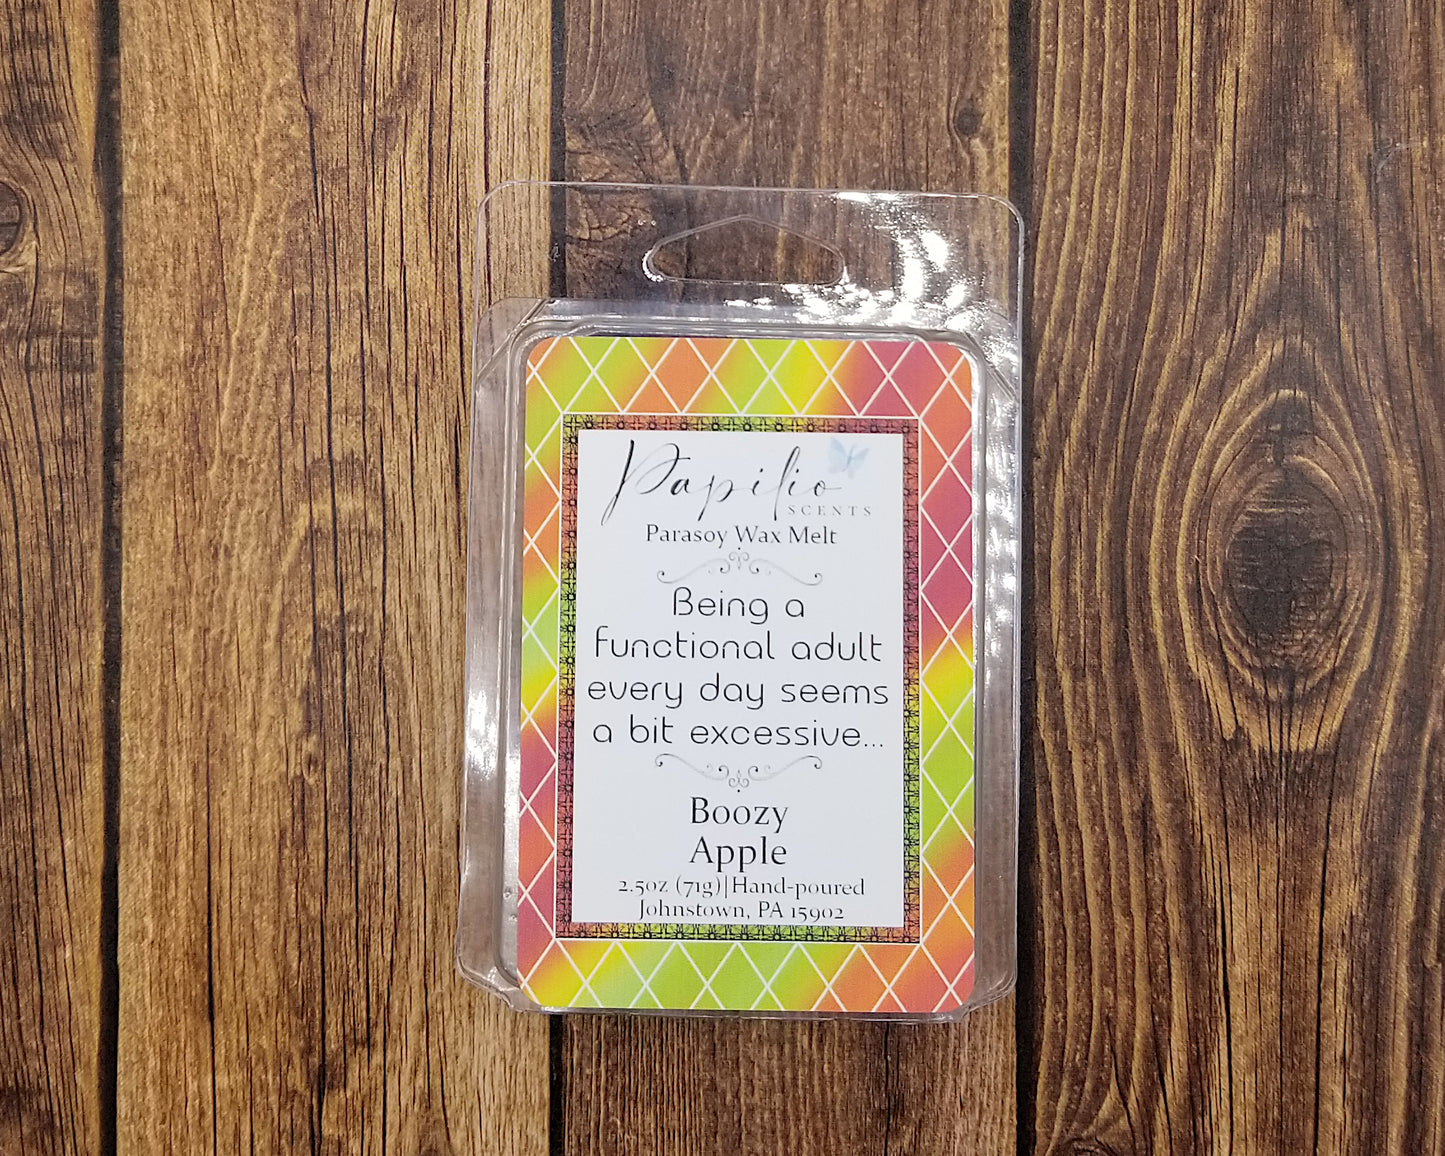 Papilio
SCENTS
Parasoy Wax Melt
Being a
functional adult
every day seems
a bit excessive...
Boozy
Apple
2.5oz (71g)|Hand-poured
Johnstown, PA 15902